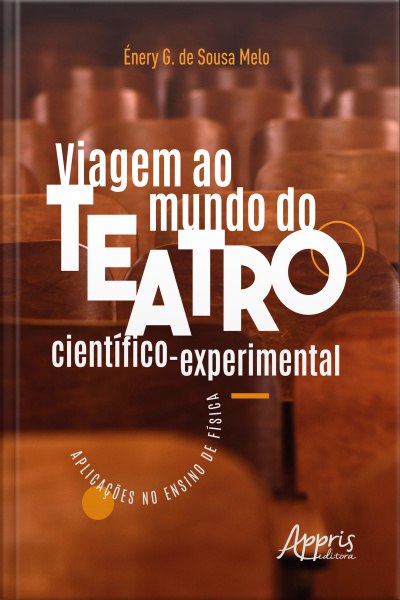 Énery G. de Sousa Melo
Viagem ao
mundo do
TEATRO
científico-experimental
APLICAÇÕES NO ENSINO DE FÍSICA
Appris
editora